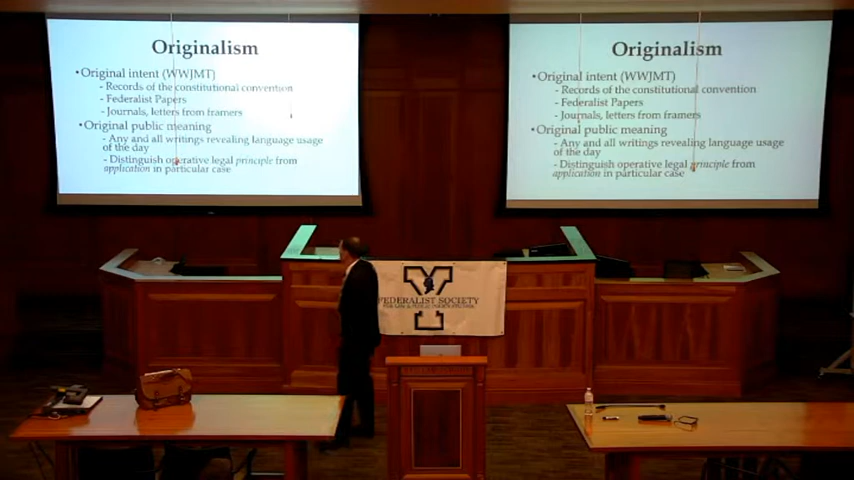 Originalism
•Original intent (WWJMT)
- Records of the constitutional convention
- Federalist Papers
- Journals, letters from framers
•Original public meaning
- Any and all writings revealing language usage
of the day
- Distinguish operative legal principle from
application in particular case
Originalism
•Original intent (WWJMT)
- Records of the constitutional convention
- Federalist Papers
- Journals, letters from framers
•Original public meaning
- Any and all writings revealing language usage
of the day
- Distinguish operative legal principle from
application in particular case
Y
FEDERALIST SOCIETY